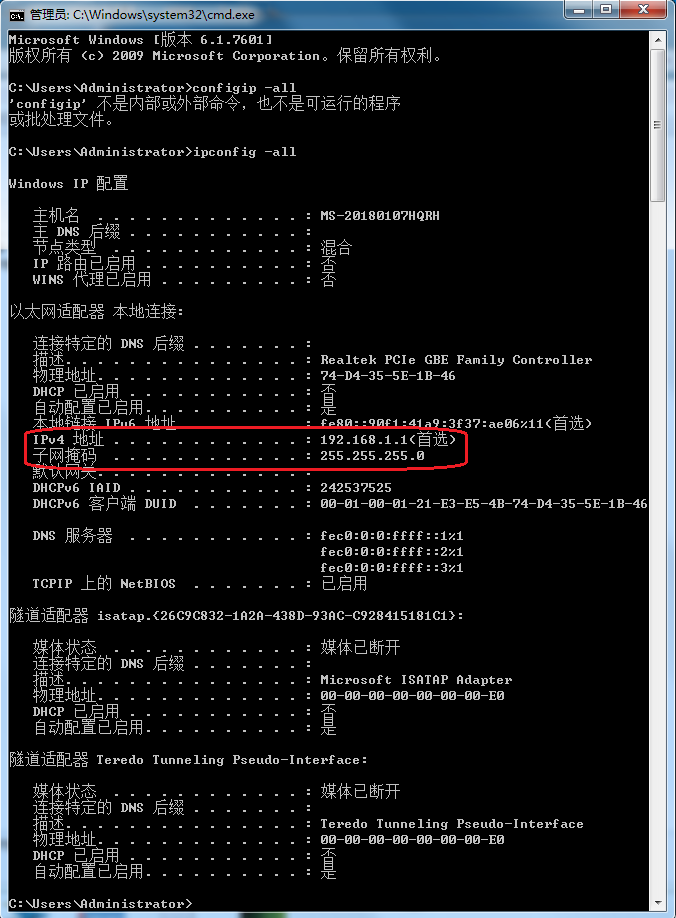 管理员: C:\Windows\system32\cmd.exe
Microsoft Windows [版本 6.1.7601]
版权所有 (c) 2009 Microsoft Corporation。保留所有权利。
C:\Users\Administrator>configip -all
'configip' 不是内部或外部命令，也不是可运行的程序
或批处理文件。
C:\Users\Administrator>ipconfig -all
Windows IP 配置
主机名 . . . . . . . . . . . . . : MS-20180107HQRH
主 DNS 后缀 . . . . . . . . . . . :
节点类型 . . . . . . . . . . . . : 混合
IP 路由已启用 . . . . . . . . . . : 否
WINS 代理已启用 . . . . . . . . . : 否
以太网适配器 本地连接:
连接特定的 DNS 后缀 . . . . . . . :
描述. . . . . . . . . . . . . . . : Realtek PCIe GBE Family Controller
物理地址. . . . . . . . . . . . . : 74-D4-35-5E-1B-46
DHCP 已启用 . . . . . . . . . . . : 否
自动配置已启用. . . . . . . . . . : 是
本地链接 IPv6 地址. . . . . . . . : fe80::90f1:41a9:3f37:ae06%11(首选)
IPv4 地址 . . . . . . . . . . . . : 192.168.1.1(首选)
子网掩码 . . . . . . . . . . . . : 255.255.255.0
默认网关. . . . . . . . . . . . . :
DHCPv6 IAID . . . . . . . . . . . : 242537525
DHCPv6 客户端 DUID . . . . . . . : 00-01-00-01-21-E3-E5-4B-74-D4-35-5E-1B-46
DNS 服务器 . . . . . . . . . . . : fec0:0:0:ffff::1%1
fec0:0:0:ffff::2%1
fec0:0:0:ffff::3%1
TCPIP 上的 NetBIOS . . . . . . . : 已启用
隧道适配器 isatap.{26C9C832-1A2A-438D-93AC-C928415181C1}:
媒体状态 . . . . . . . . . . . . : 媒体已断开
连接特定的 DNS 后缀 . . . . . . . :
描述. . . . . . . . . . . . . . . : Microsoft ISATAP Adapter
物理地址. . . . . . . . . . . . . : 00-00-00-00-00-00-00-E0
DHCP 已启用 . . . . . . . . . . . : 否
自动配置已启用. . . . . . . . . . : 是
隧道适配器 Teredo Tunneling Pseudo-Interface:
媒体状态 . . . . . . . . . . . . : 媒体已断开
连接特定的 DNS 后缀 . . . . . . . :
描述. . . . . . . . . . . . . . . : Teredo Tunneling Pseudo-Interface
物理地址. . . . . . . . . . . . . : 00-00-00-00-00-00-00-E0
DHCP 已启用 . . . . . . . . . . . : 否
自动配置已启用. . . . . . . . . . : 是
C:\Users\Administrator>